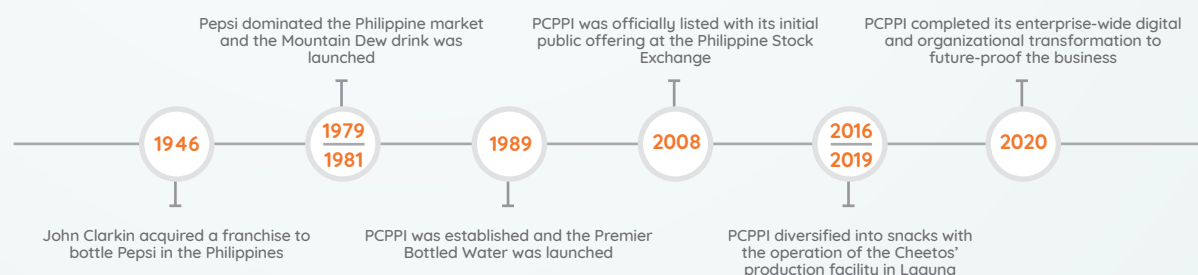 Pepsi dominated the Philippine market
and the Mountain Dew drink was
launched
PCPPI was officially listed with its initial
public offering at the Philippine Stock
Exchange
PCPPI completed its enterprise-wide digital
and organizational transformation to
future-proof the business
1946
1979
1981
1989
2008
2016
2019
2020
John Clarkin acquired a franchise to
bottle Pepsi in the Philippines
PCPPI was established and the Premier
Bottled Water was launched
PCPPI diversified into snacks with
the operation of the Cheetos’
production facility in Laguna